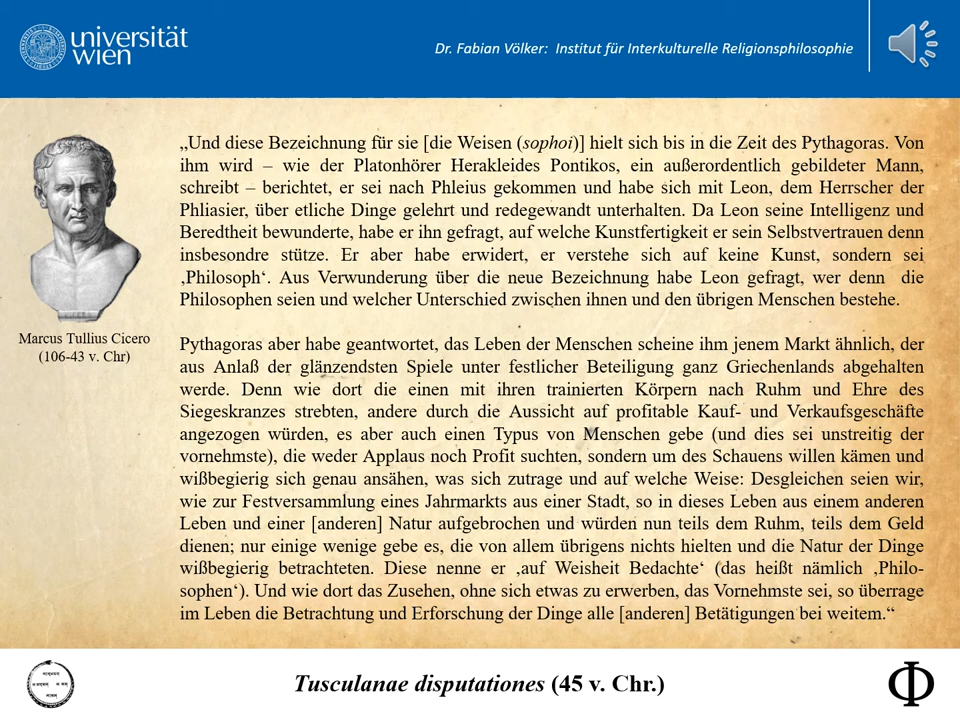 universität
wien
Dr. Fabian Völker: Institut für Interkulturelle Religionsphilosophie
„Und diese Bezeichnung für sie [die Weisen (sophoi)] hielt sich bis in die Zeit des Pythagoras. Von
ihm wird – wie der Platonhörer Herakleides Pontikos, ein außerordentlich gebildeter Mann,
schreibt – berichtet, er sei nach Phleius gekommen und habe sich mit Leon, dem Herrscher der
Phliasier, über etliche Dinge gelehrt und redegewandt unterhalten. Da Leon seine Intelligenz und
Beredtheit bewunderte, habe er ihn gefragt, auf welche Kunstfertigkeit er sein Selbstvertrauen denn
insbesondre stütze. Er aber habe erwidert, er verstehe sich auf keine Kunst, sondern sei
‚Philosoph‘. Aus Verwunderung über die neue Bezeichnung habe Leon gefragt, wer denn die
Philosophen seien und welcher Unterschied zwischen ihnen und den übrigen Menschen bestehe.
Marcus Tullius Cicero
(106-43 v. Chr)
Pythagoras aber habe geantwortet, das Leben der Menschen scheine ihm jenem Markt ähnlich, der
aus Anlaß der glänzendsten Spiele unter festlicher Beteiligung ganz Griechenlands abgehalten
werde. Denn wie dort die einen mit ihren trainierten Körpern nach Ruhm und Ehre des
Siegeskranzes strebten, andere durch die Aussicht auf profitable Kauf- und Verkaufsgeschäfte
angezogen würden, es aber auch einen Typus von Menschen gebe (und dies sei unstreitig der
vornehmste), die weder Applaus noch Profit suchten, sondern um des Schauens willen kämen und
wißbegierig sich genau ansähen, was sich zutrage und auf welche Weise: Desgleichen seien wir,
wie zur Festversammlung eines Jahrmarkts aus einer Stadt, so in dieses Leben aus einem anderen
Leben und einer [anderen] Natur aufgebrochen und würden nun teils dem Ruhm, teils dem Geld
dienen; nur einige wenige gebe es, die von allem übrigens nichts hielten und die Natur der Dinge
wißbegierig betrachteten. Diese nenne er ‚auf Weisheit Bedachte‘ (das heißt nämlich ‚Philo-
sophen‘). Und wie dort das Zusehen, ohne sich etwas zu erwerben, das Vornehmste sei, so überrage
im Leben die Betrachtung und Erforschung der Dinge alle [anderen] Betätigungen bei weitem.“
Tusculanae disputationes (45 v. Chr.)
Φ